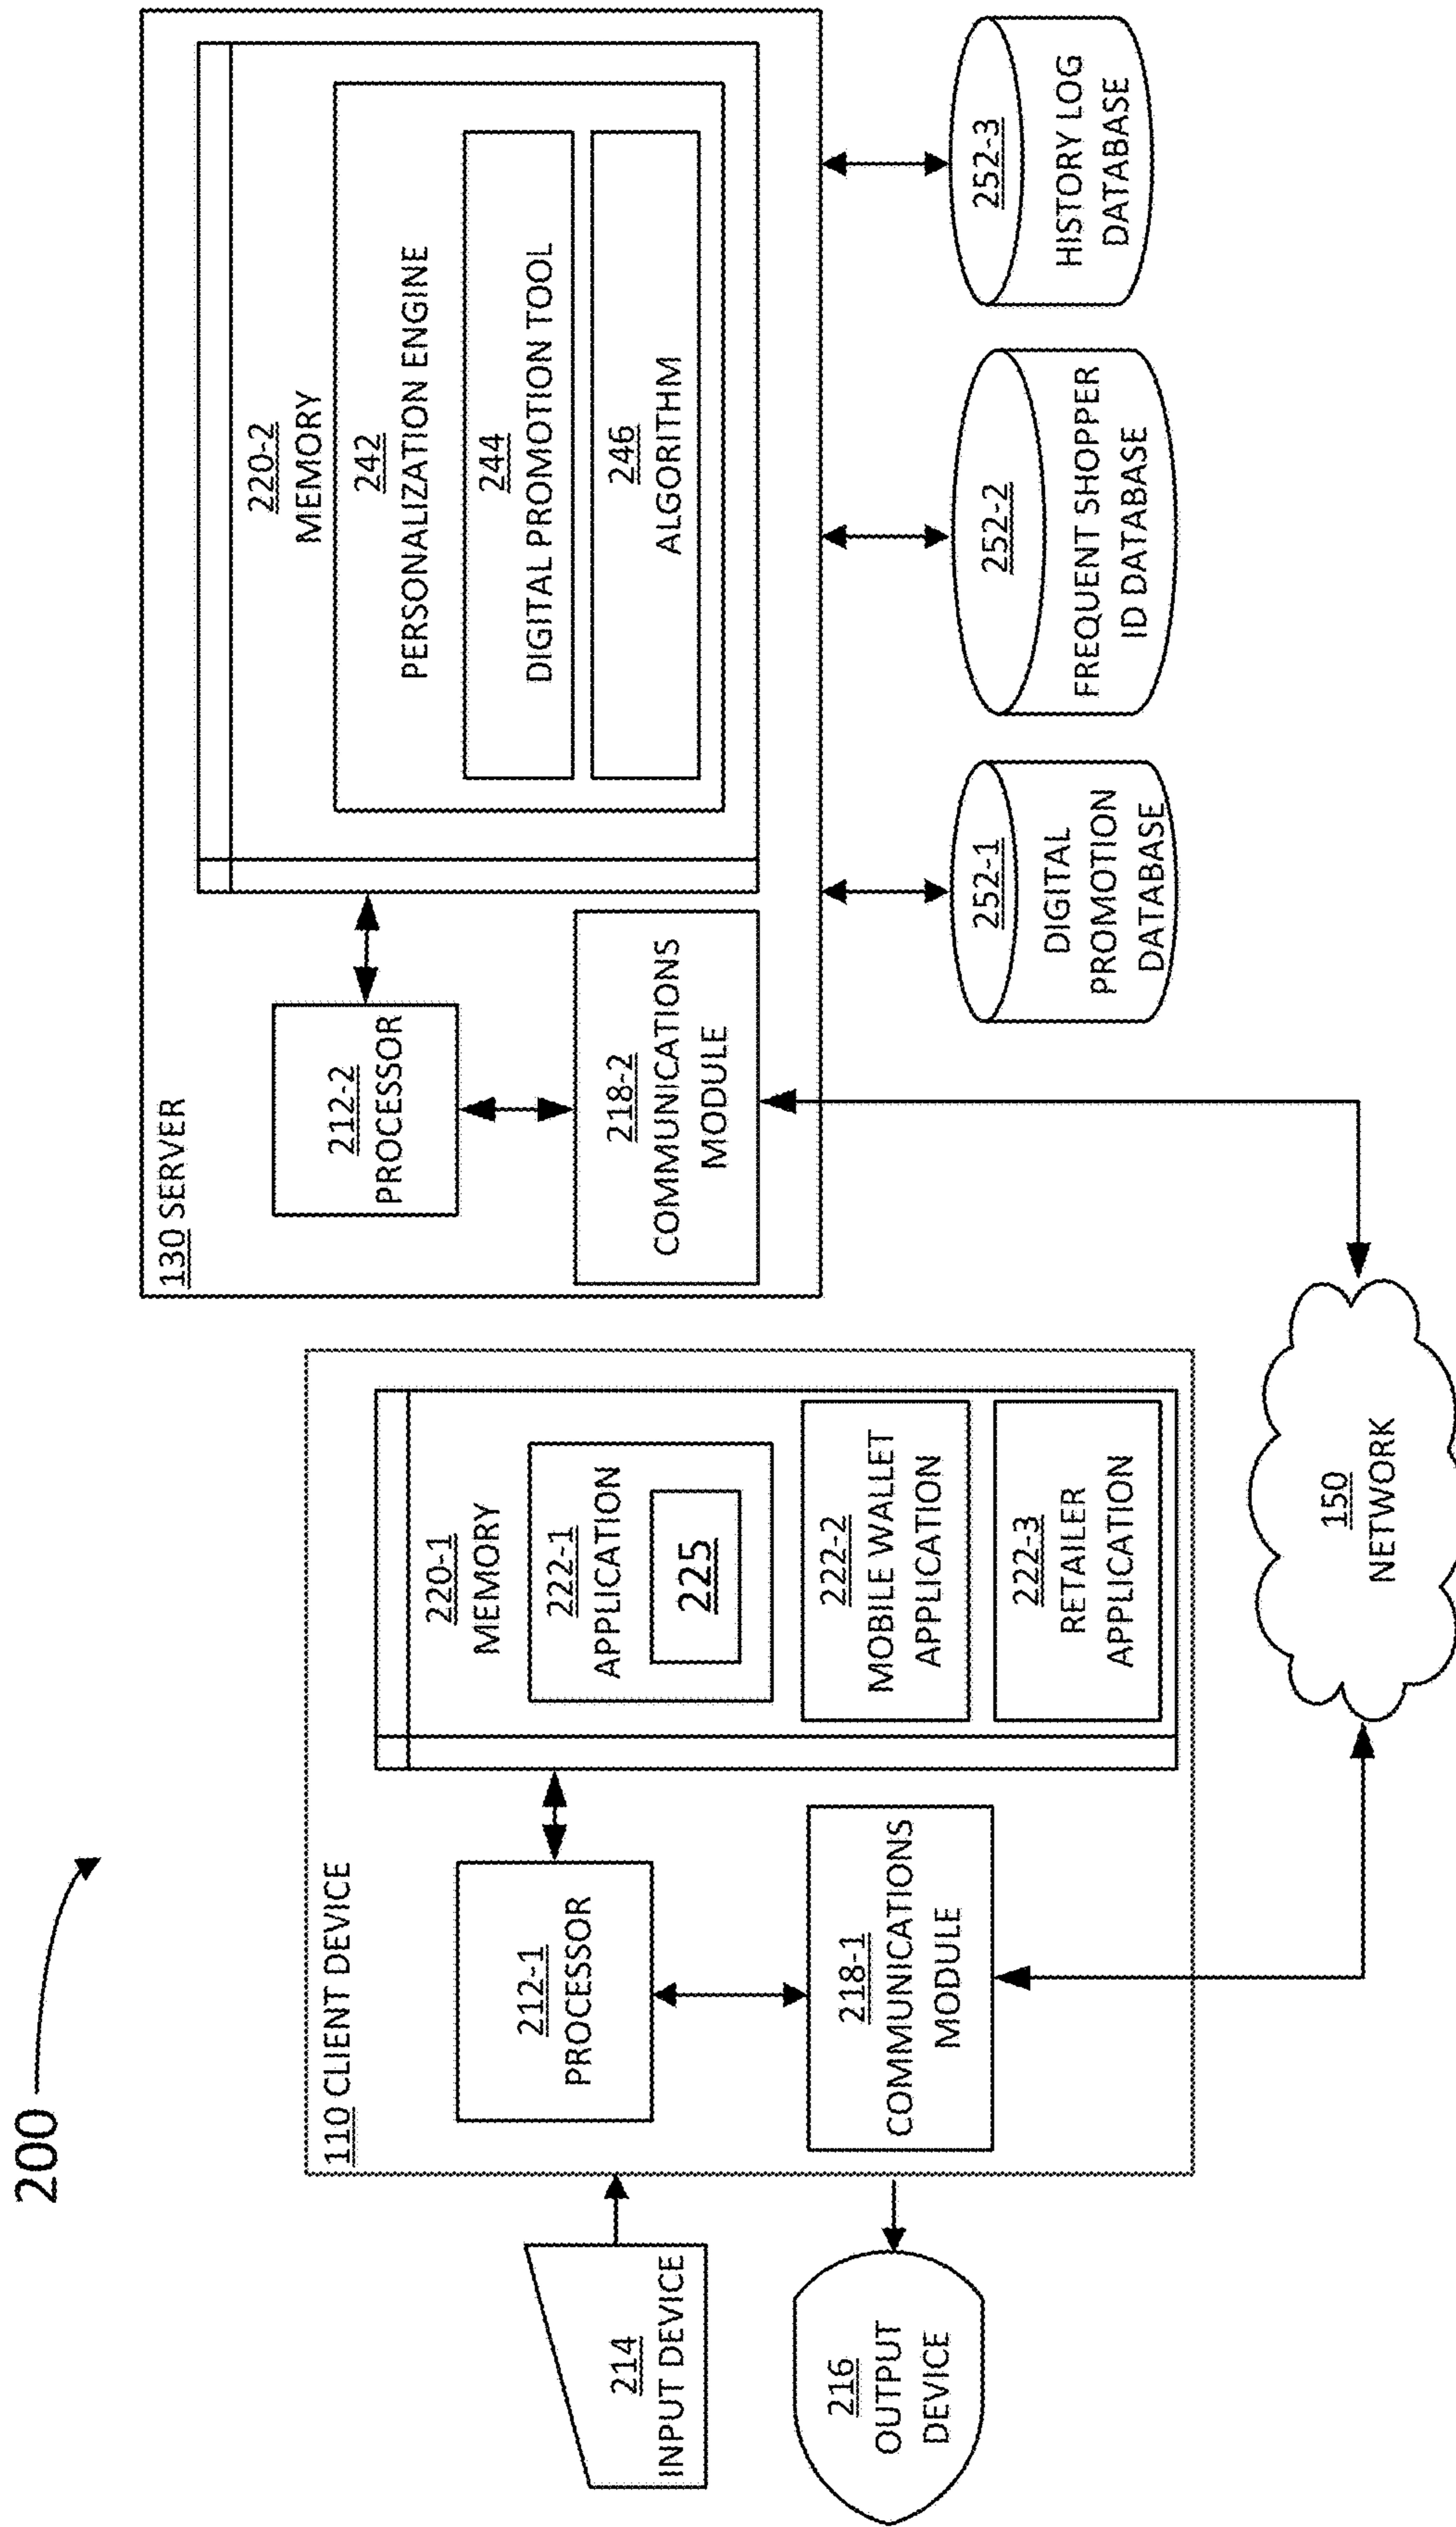 200
110 CLIENT DEVICE
214
INPUT DEVICE
216
OUTPUT
DEVICE
212-1
PROCESSOR
218-1
COMMUNICATIONS
MODULE
220-1
MEMORY
222-1
APPLICATION
225
222-2
MOBILE WALLET
APPLICATION
222-3
RETAILER
APPLICATION
150
NETWORK
130 SERVER
212-2
PROCESSOR
218-2
COMMUNICATIONS
MODULE
220-2
MEMORY
242
PERSONALIZATION ENGINE
244
DIGITAL PROMOTION TOOL
246
ALGORITHM
252-1
DIGITAL
PROMOTION
DATABASE
252-2
FREQUENT SHOPPER
ID DATABASE
252-3
HISTORY LOG
DATABASE